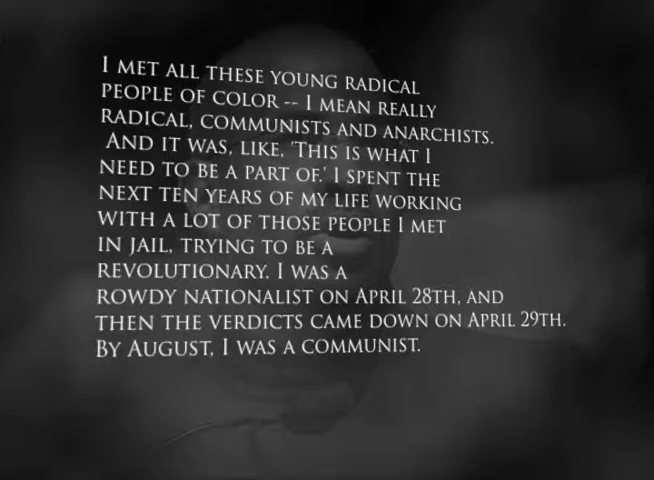 I MET ALL THESE YOUNG RADICAL
PEOPLE OF COLOR -- I MEAN REALLY
RADICAL, COMMUNISTS AND ANARCHISTS.
AND IT WAS, LIKE, 'THIS IS WHAT I
NEED TO BE A PART OF.' I SPENT THE
NEXT TEN YEARS OF MY LIFE WORKING
WITH A LOT OF THOSE PEOPLE I MET
IN JAIL, TRYING TO BE A
REVOLUTIONARY. I WAS A
ROWDY NATIONALIST ON APRIL 28TH, AND
THEN THE VERDICTS CAME DOWN ON APRIL 29TH.
BY AUGUST, I WAS A COMMUNIST.